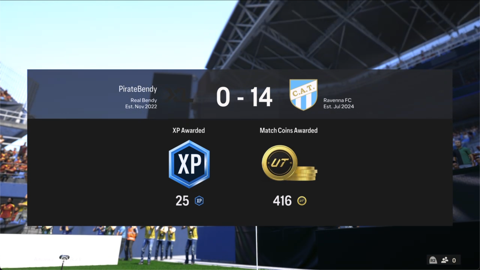 PirateBendy
Real Bendy
Est. Nov 2022
0 - 14
C.A.T.
Ravenna FC
Est. Jul 2024
XP Awarded
Match Coins Awarded
XP
UT
25 XP
416
0